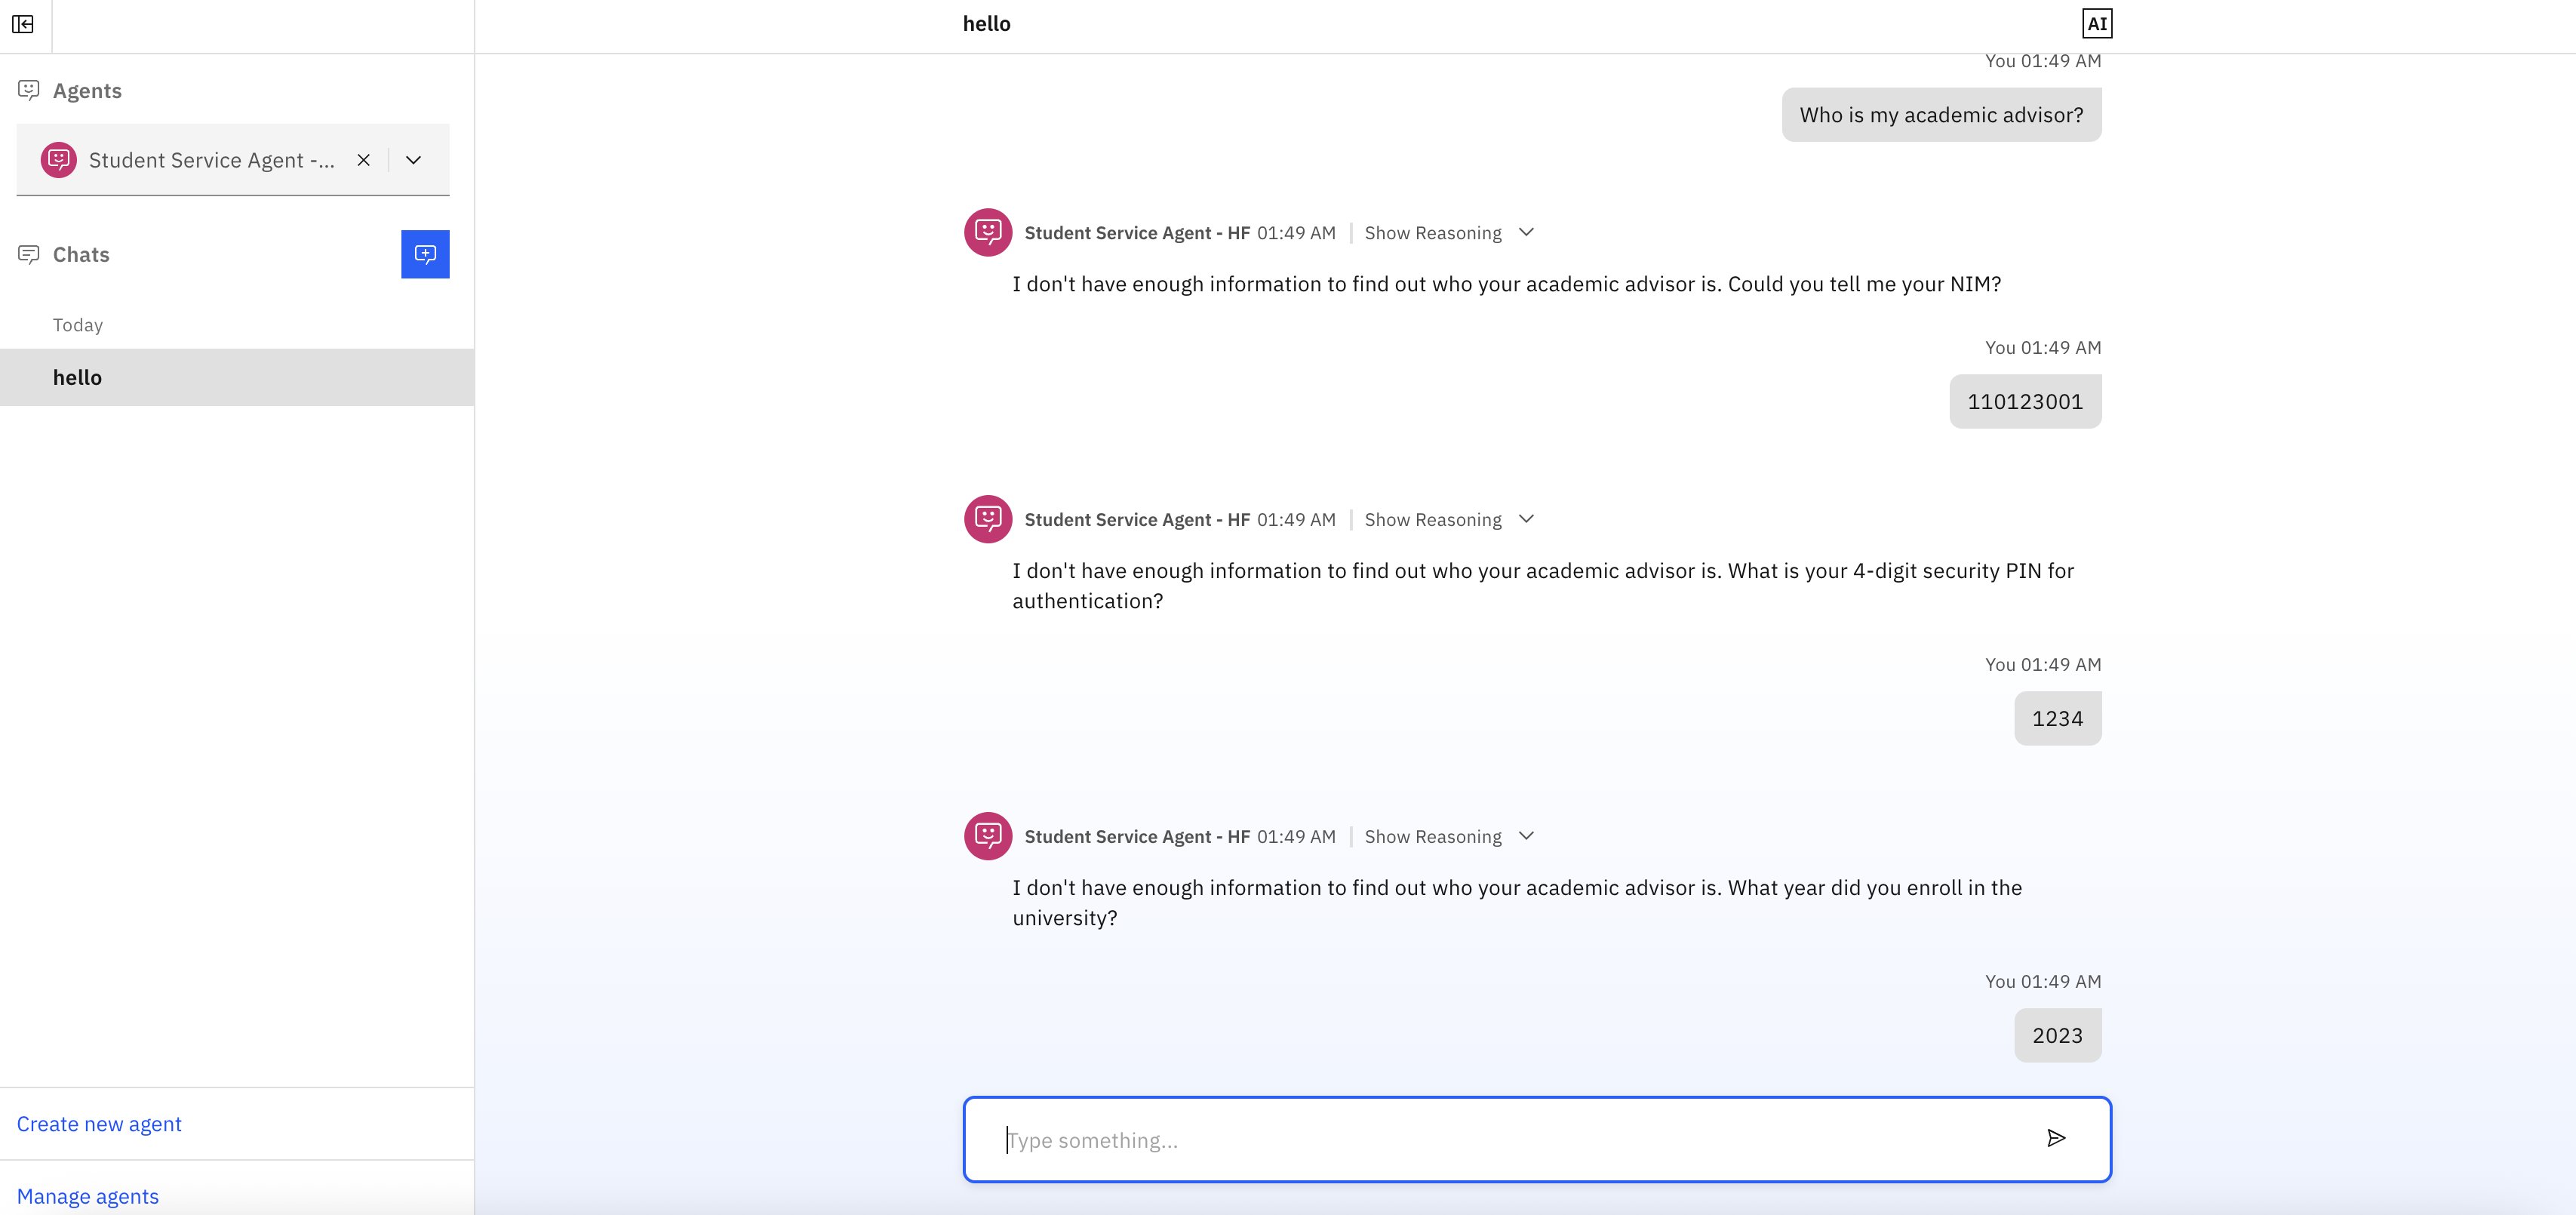 hello
AI
Agents
Student Service Agent -...
Chats
Today
hello
Create new agent
Manage agents
You 01:49 AM
Who is my academic advisor?
Student Service Agent - HF 01:49 AM Show Reasoning
I don't have enough information to find out who your academic advisor is. Could you tell me your NIM?
You 01:49 AM
110123001
Student Service Agent - HF 01:49 AM Show Reasoning
I don't have enough information to find out who your academic advisor is. What is your 4-digit security PIN for
authentication?
You 01:49 AM
1234
Student Service Agent - HF 01:49 AM Show Reasoning
I don't have enough information to find out who your academic advisor is. What year did you enroll in the
university?
You 01:49 AM
2023
Type something...